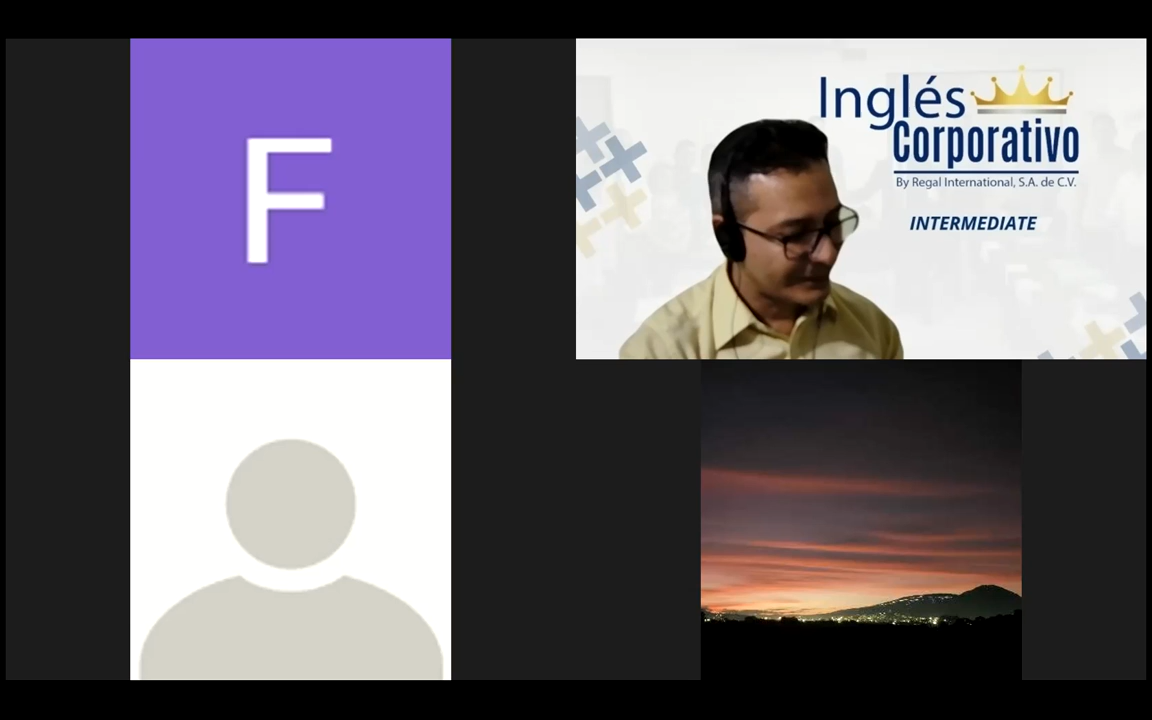 F
Inglés
Corporativo
By Regal International, S.A. de C.V.
INTERMEDIATE